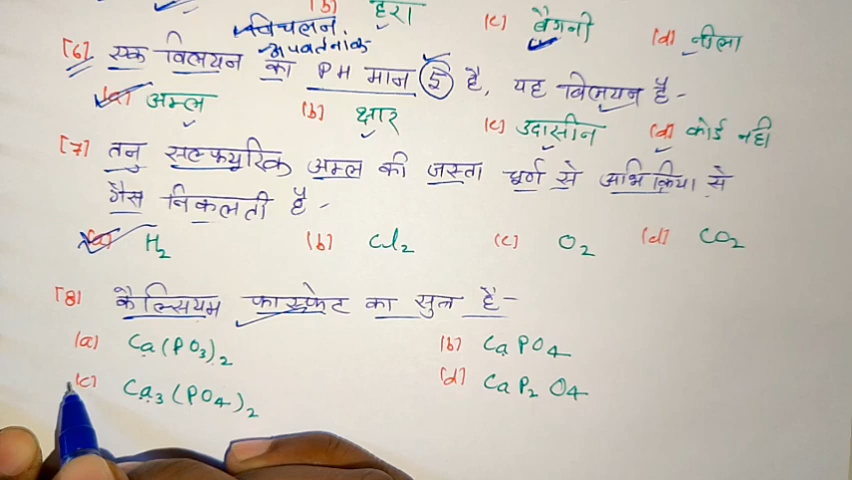 (b) हरा (c) बैगनी (d) नीला
विचलन, अपवर्तनांक
[6] एक विलयन का PH मान 5 है, यह विलयन है -
(a) अम्ल (b) क्षार (c) उदासीन (d) कोई नही
[7] तनु सल्फ्यूरिक अम्ल की जस्ता चूर्ण से अभिक्रिया से
गैस निकलती है -
(a) H2 (b) Cl2 (c) O2 (d) CO2
[8] कैल्सियम फास्फेट का सुत्र है -
(a) Ca(PO3)2 (b) CaPO4
(c) Ca3(PO4)2 (d) CaP2O4